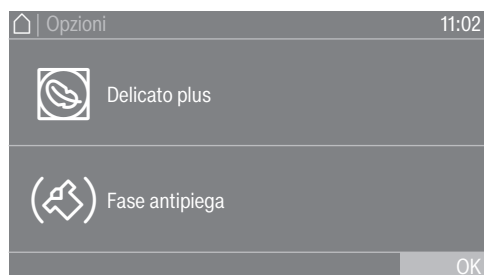 | Opzioni 11:02
Delicato plus
Fase antipiega
OK